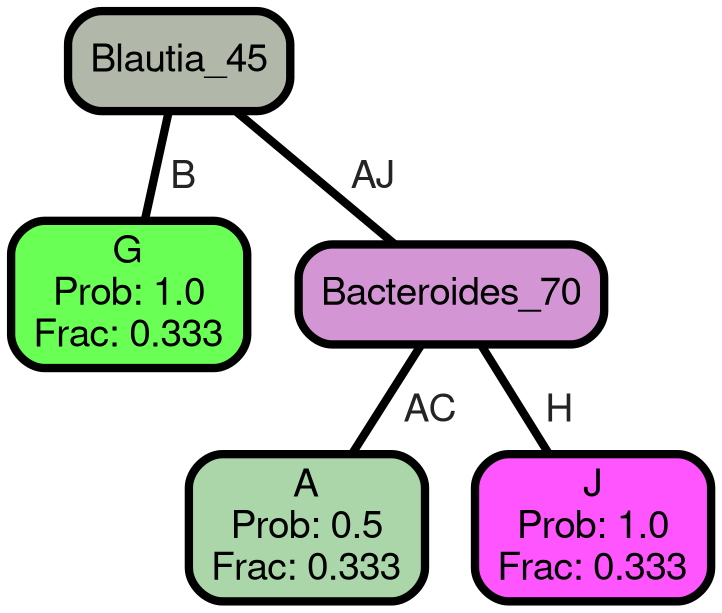 Blautia_45
B
AJ
G
Prob: 1.0
Frac: 0.333
Bacteroides_70
AC
H
A
Prob: 0.5
Frac: 0.333
J
Prob: 1.0
Frac: 0.333